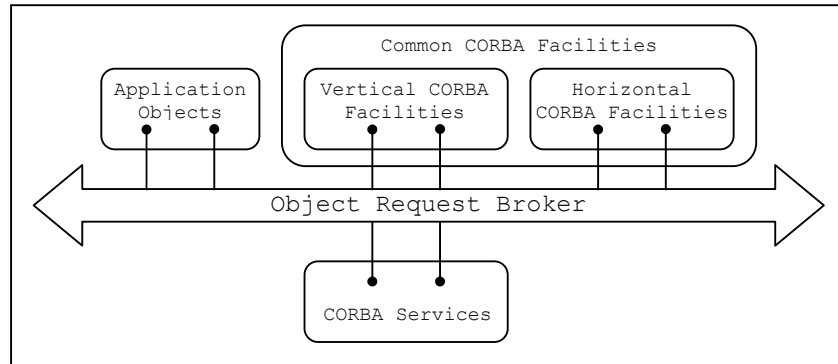 Common CORBA Facilities
Application
Objects
Vertical CORBA
Facilities
Horizontal
CORBA Facilities
Object Request Broker
CORBA Services